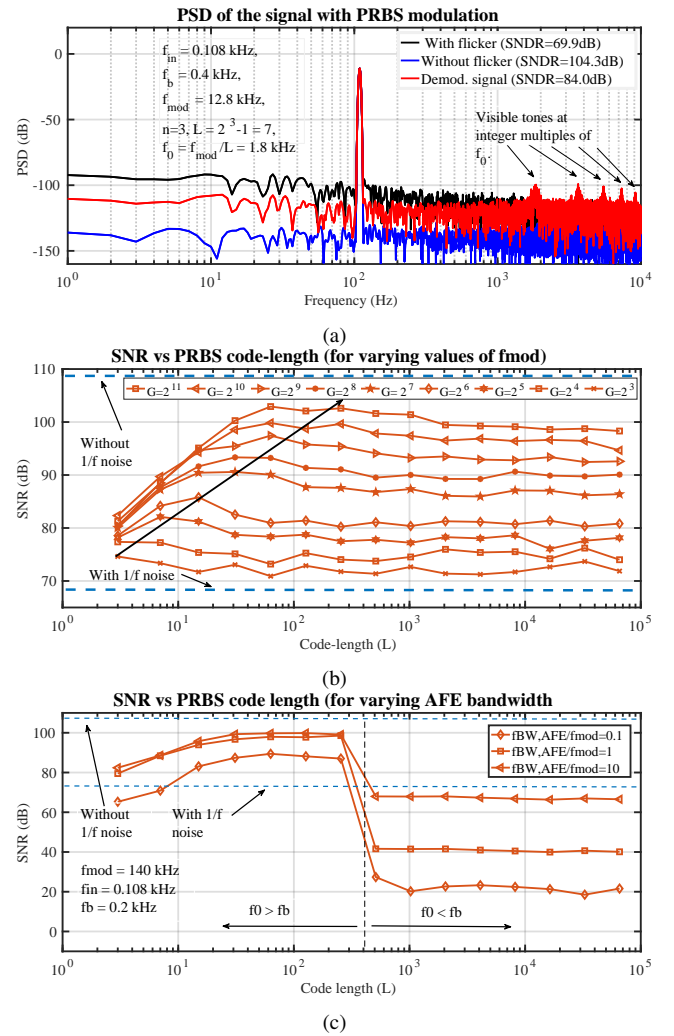 PSD of the signal with PRBS modulation
0
-50
-100
-150
PSD (dB)
f_in = 0.108 kHz,
f_b = 0.4 kHz,
f_mod = 12.8 kHz,
n=3, L = 2^3-1 = 7,
f_0 = f_mod/L = 1.8 kHz
With flicker (SNDR=69.9dB)
Without flicker (SNDR=104.3dB)
Demod. signal (SNDR=84.0dB)
Visible tones at
integer multiples of
f_0.
10^0 10^1 10^2 10^3 10^4
Frequency (Hz)
(a)
SNR vs PRBS code-length (for varying values of fmod)
110
100
90
80
70
60
SNR (dB)
G=2^11 G= 2^10 G=2^9 G=2^8 G= 2^7 G=2^6 G=2^5 G=2^4 G=2^3
Without
1/f noise
With 1/f noise
10^0 10^1 10^2 10^3 10^4 10^5
Code-length (L)
(b)
SNR vs PRBS code length (for varying AFE bandwidth
100
80
60
40
20
0
SNR (dB)
fBW,AFE/fmod=0.1
fBW,AFE/fmod=1
fBW,AFE/fmod=10
Without
1/f noise
With 1/f
noise
fmod = 140 kHz
fin = 0.108 kHz
fb = 0.2 kHz
f0 > fb
f0 < fb
10^0 10^1 10^2 10^3 10^4 10^5
Code length (L)
(c)